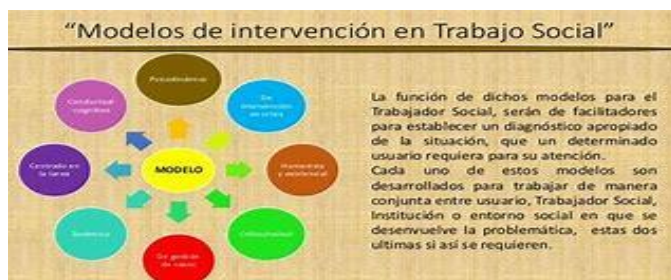 “Modelos de intervención en Trabajo Social”
Psicodinámico
De
intervención
en crisis
Humanista
y existencial
De gestión
de casos
Sistémico
Centrado en
la tarea
Conductual-
cognitivo
MODELO
La función de dichos modelos para el
Trabajador Social, serán de facilitadores
para establecer un diagnóstico apropiado
de la situación, que un determinado
usuario requiera para su atención.
Cada uno de estos modelos son
desarrollados para trabajar de manera
conjunta entre usuario, Trabajador Social,
Institución o entorno social en que se
desenvuelve la problemática, estas dos
ultimas si así se requieren.